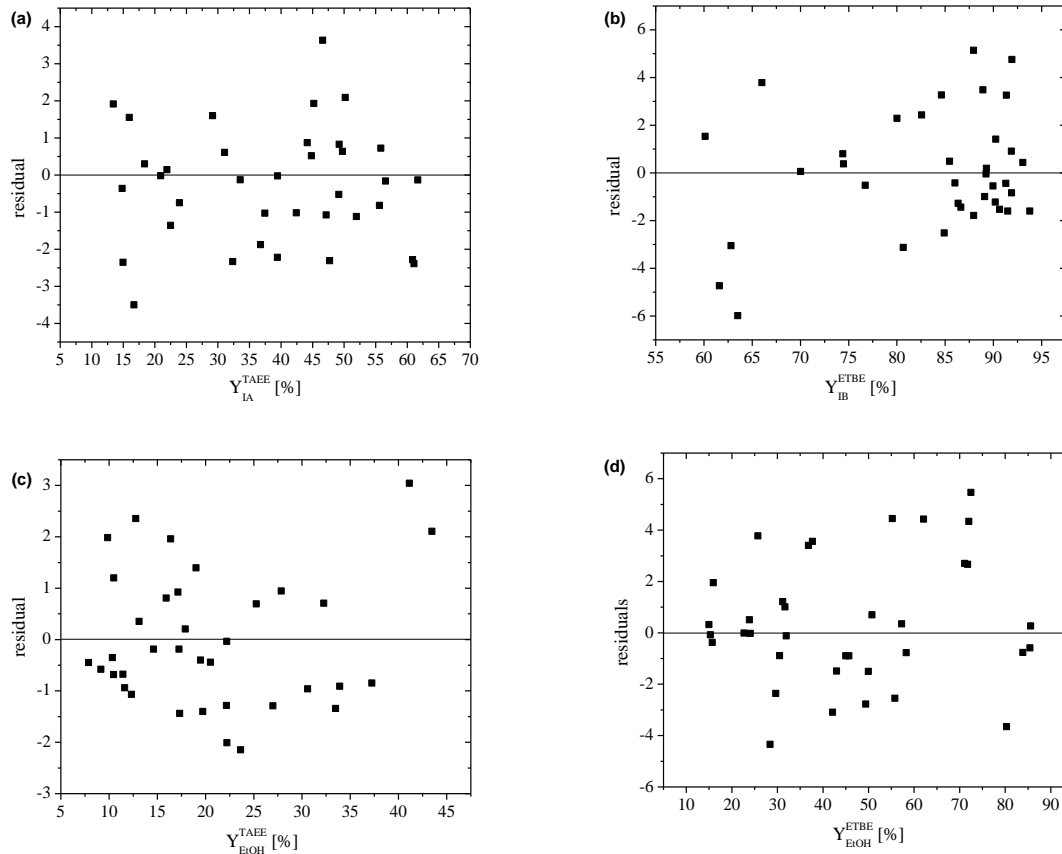 (a)
4
3
2
1
0
-1
-2
-3
-4
residual
5 10 15 20 25 30 35 40 45 50 55 60 65 70
Y_IA^TAEE [%]
(b)
6
4
2
0
-2
-4
-6
residual
55 60 65 70 75 80 85 90 95
Y_IB^ETBE [%]
(c)
3
2
1
0
-1
-2
-3
residual
5 10 15 20 25 30 35 40 45
Y_EtOH^TAEE [%]
(d)
6
4
2
0
-2
-4
-6
residuals
10 20 30 40 50 60 70 80 90
Y_EtOH^ETBE [%]